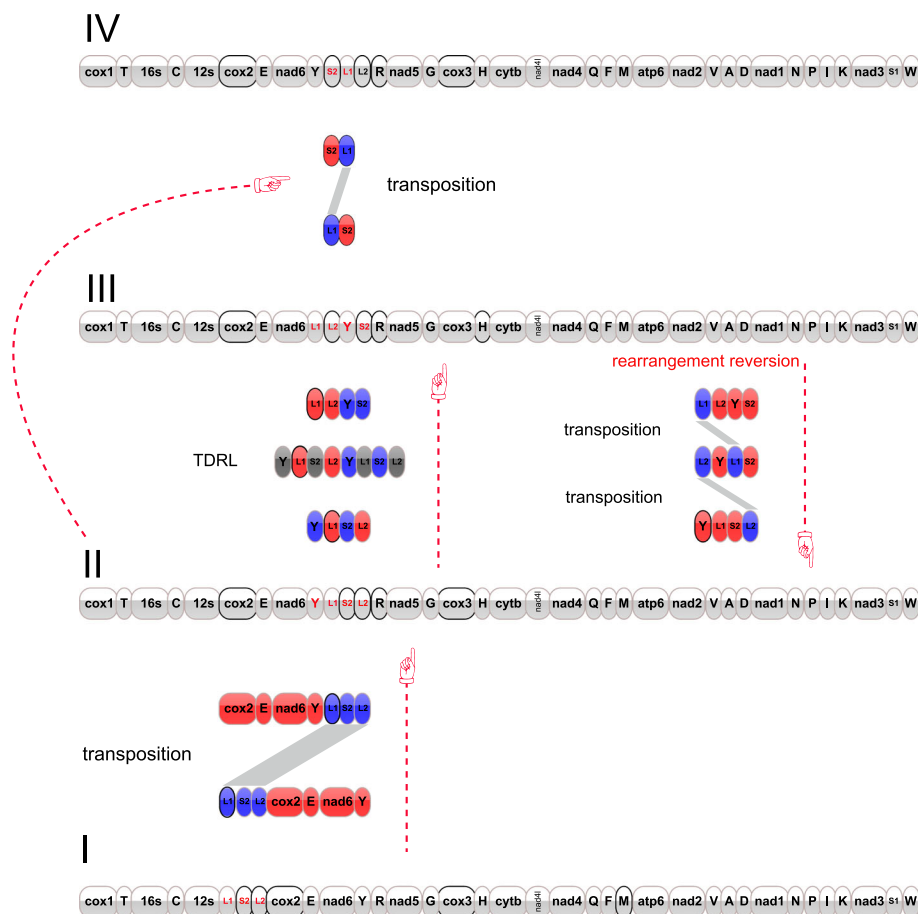 IV
cox1 T 16s C 12s cox2 E nad6 Y S2 L1 L2 R nad5 G cox3 H cytb nad4l nad4 Q F M atp6 nad2 V A D nad1 N P I K nad3 S1 W
S2 L1
transposition
L1 S2
III
cox1 T 16s C 12s cox2 E nad6 L1 L2 Y S2 R nad5 G cox3 H cytb nad4l nad4 Q F M atp6 nad2 V A D nad1 N P I K nad3 S1 W
rearrangement reversion
L1 L2 Y S2
L1 L2 Y S2
transposition
TDRL
Y L1 S2 L2 Y L1 S2 L2
L2 Y L1 S2
transposition
Y L1 S2 L2
Y L1 S2 L2
II
cox1 T 16s C 12s cox2 E nad6 Y L1 S2 L2 R nad5 G cox3 H cytb nad4l nad4 Q F M atp6 nad2 V A D nad1 N P I K nad3 S1 W
cox2 E nad6 Y L1 S2 L2
transposition
L1 S2 L2 cox2 E nad6 Y
I
cox1 T 16s C 12s L1 S2 L2 cox2 E nad6 Y R nad5 G cox3 H cytb nad4l nad4 Q F M atp6 nad2 V A D nad1 N P I K nad3 S1 W